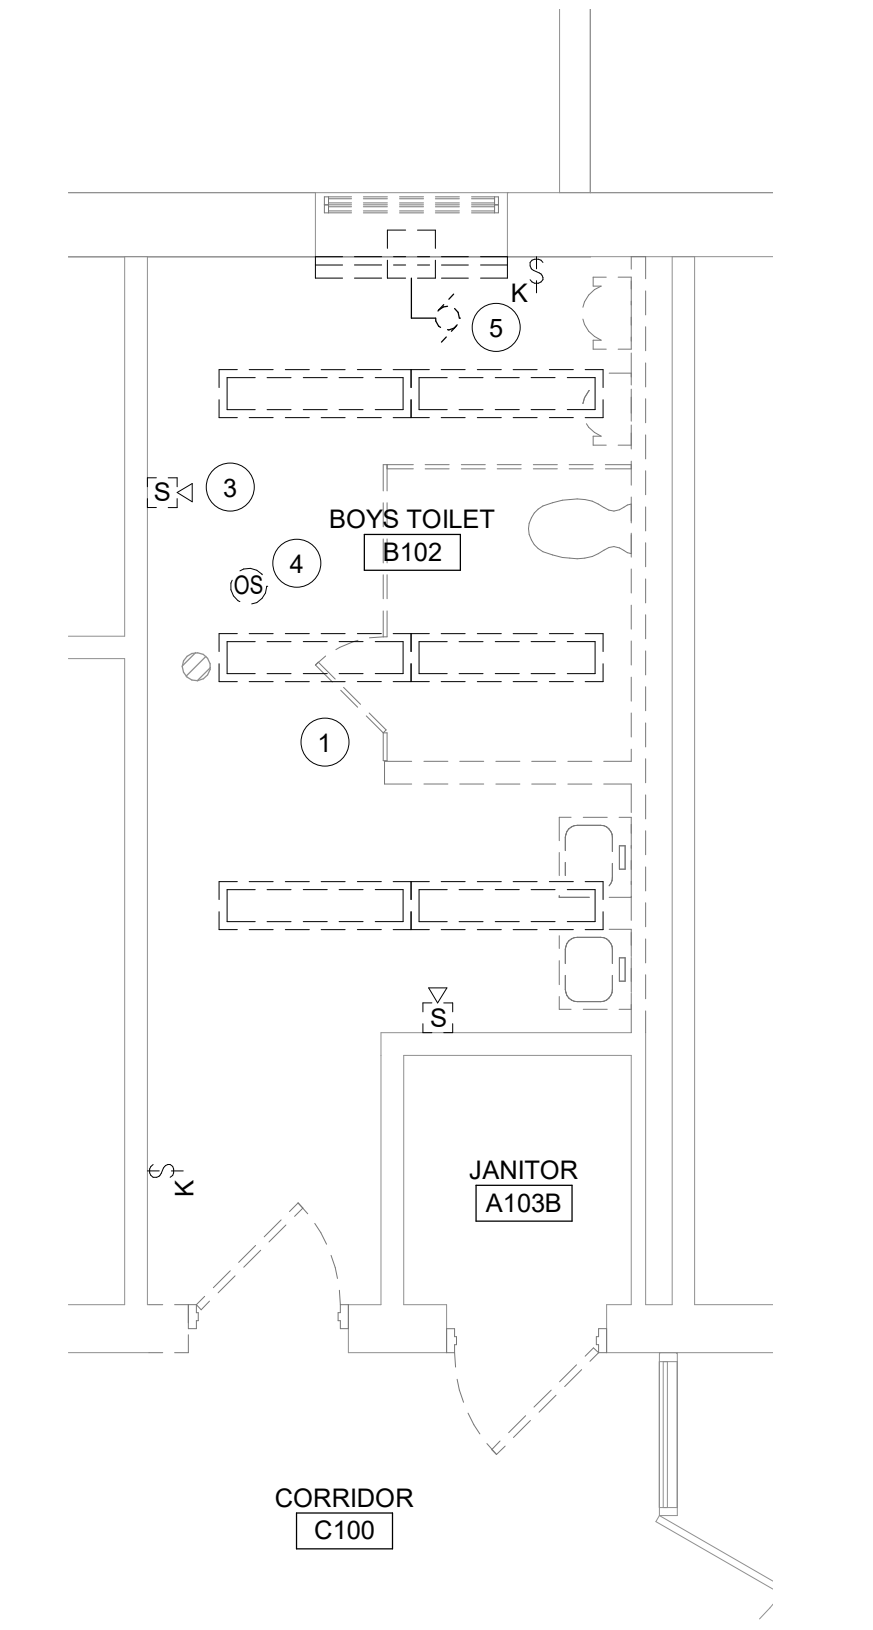 K
5
S
3
BOYS TOILET
B102
4
OS
1
S
K
JANITOR
A103B
CORRIDOR
C100